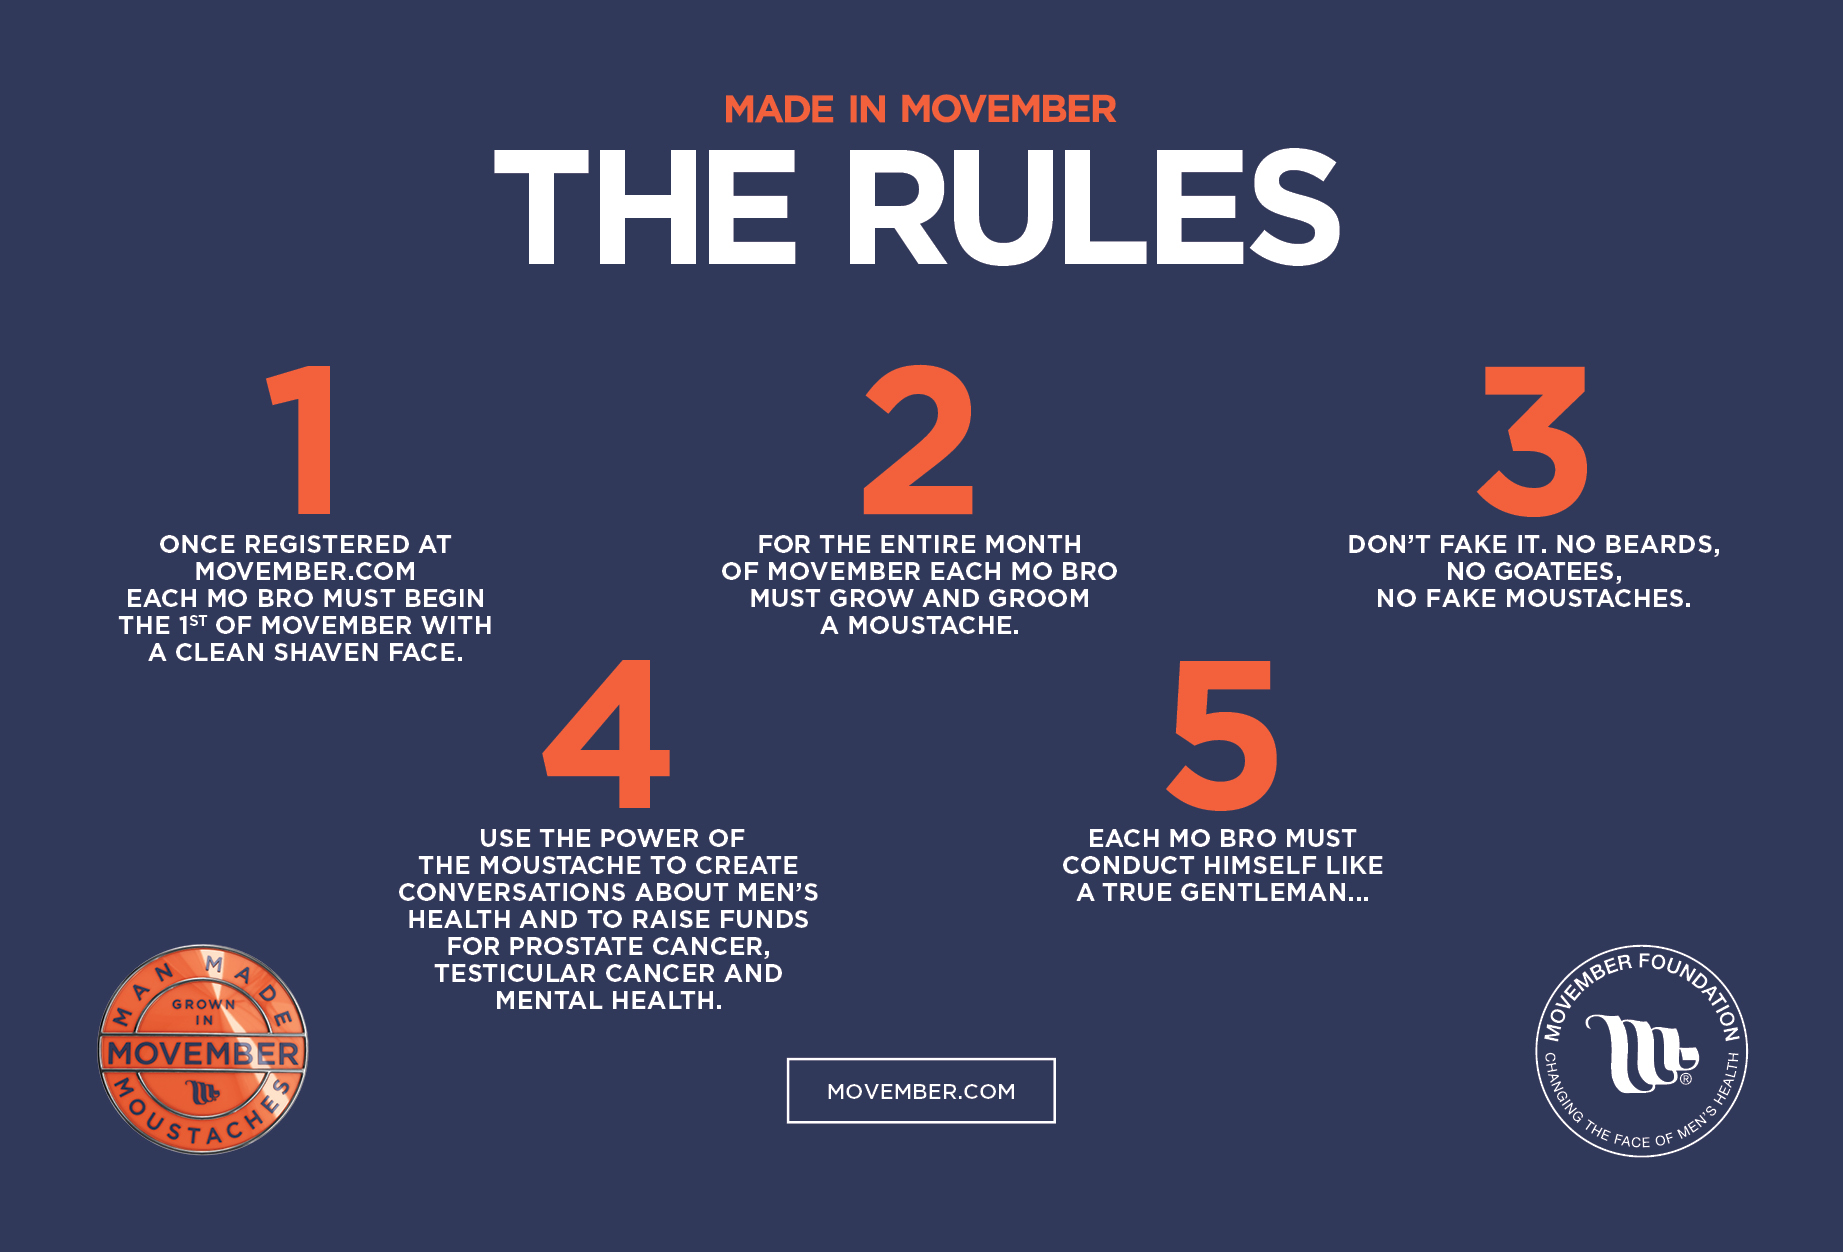 MADE IN MOVEMBER
THE RULES
1
ONCE REGISTERED AT
MOVEMBER.COM
EACH MO BRO MUST BEGIN
THE 1ST OF MOVEMBER WITH
A CLEAN SHAVEN FACE.
2
FOR THE ENTIRE MONTH
OF MOVEMBER EACH MO BRO
MUST GROW AND GROOM
A MOUSTACHE.
3
DON'T FAKE IT. NO BEARDS,
NO GOATEES,
NO FAKE MOUSTACHES.
4
USE THE POWER OF
THE MOUSTACHE TO CREATE
CONVERSATIONS ABOUT MEN'S
HEALTH AND TO RAISE FUNDS
FOR PROSTATE CANCER,
TESTICULAR CANCER AND
MENTAL HEALTH.
5
EACH MO BRO MUST
CONDUCT HIMSELF LIKE
A TRUE GENTLEMAN...
MAN MADE
GROWN
IN
MOVEMBER
MOUSTACHES
MOVEMBER.COM
MOVEMBER FOUNDATION
®
CHANGING THE FACE OF MEN'S HEALTH